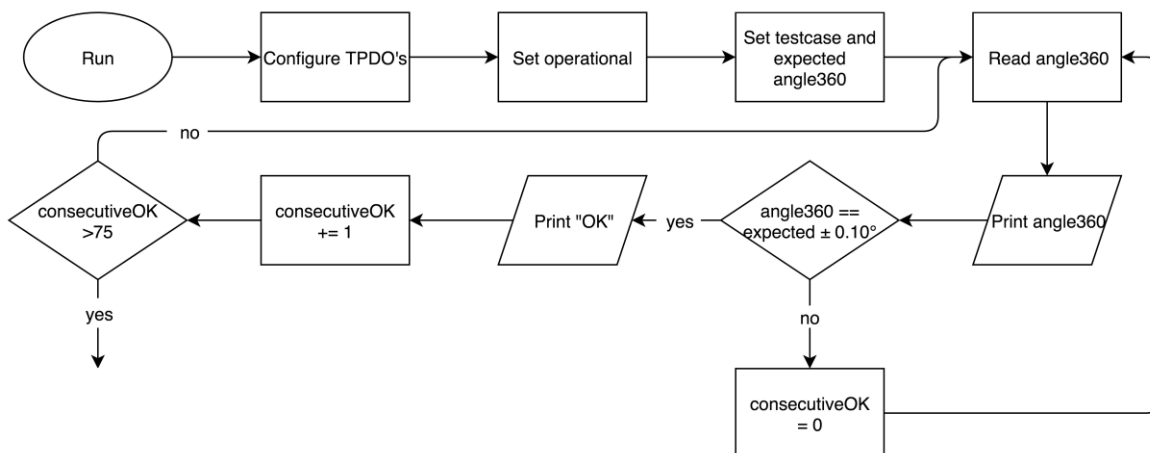 Run
Configure TPDO's
Set operational
Set testcase and
expected
angle360
Read angle360
no
consecutiveOK
>75
consecutiveOK
+= 1
Print "OK"
yes
angle360 ==
expected ± 0.10°
Print angle360
yes
no
consecutiveOK
= 0